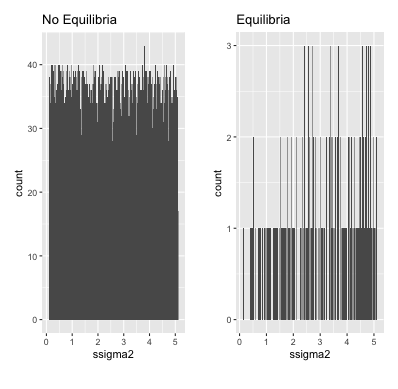 No Equilibria
Equilibria
40
30
20
10
0
count
0 1 2 3 4 5
ssigma2
3
2
1
0
count
0 1 2 3 4 5
ssigma2